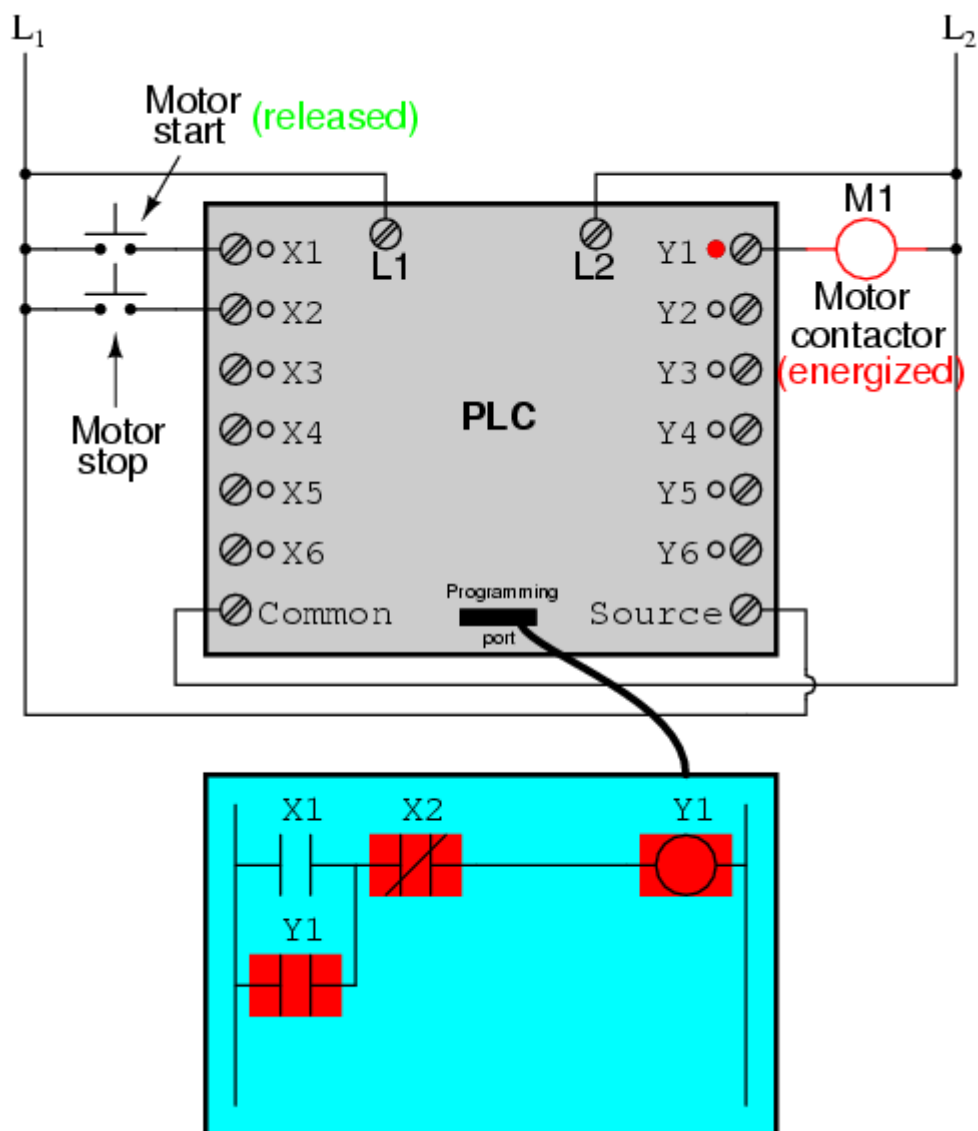 L1
L2
Motor
start
(released)
M1
X1
L1
L2
Y1
X2
Y2
Motor
contactor
(energized)
X3
Y3
Motor
stop
X4
PLC
Y4
X5
Y5
X6
Y6
Common
Programming
port
Source
X1
X2
Y1
Y1